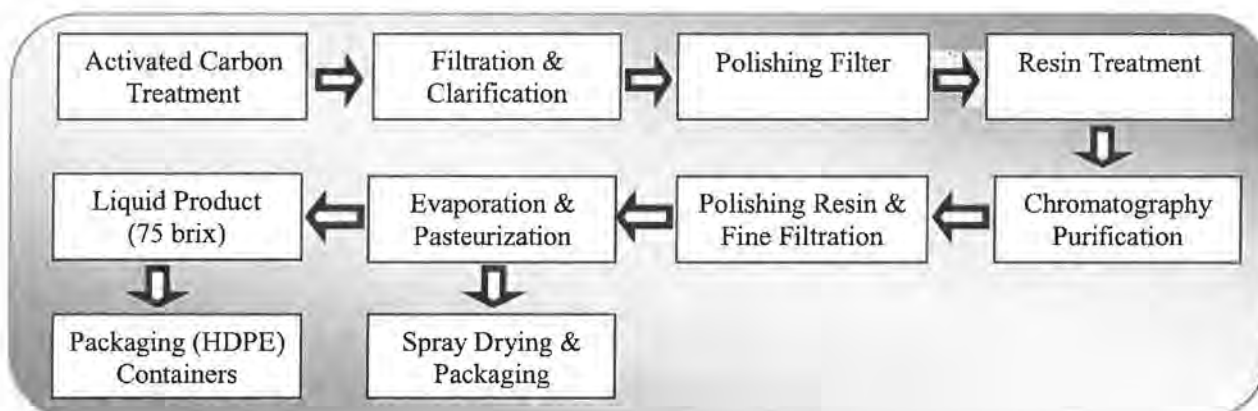 Activated Carbon
Treatment
Filtration &
Clarification
Polishing Filter
Resin Treatment
Chromatography
Purification
Polishing Resin &
Fine Filtration
Evaporation &
Pasteurization
Liquid Product
(75 brix)
Packaging (HDPE)
Containers
Spray Drying &
Packaging